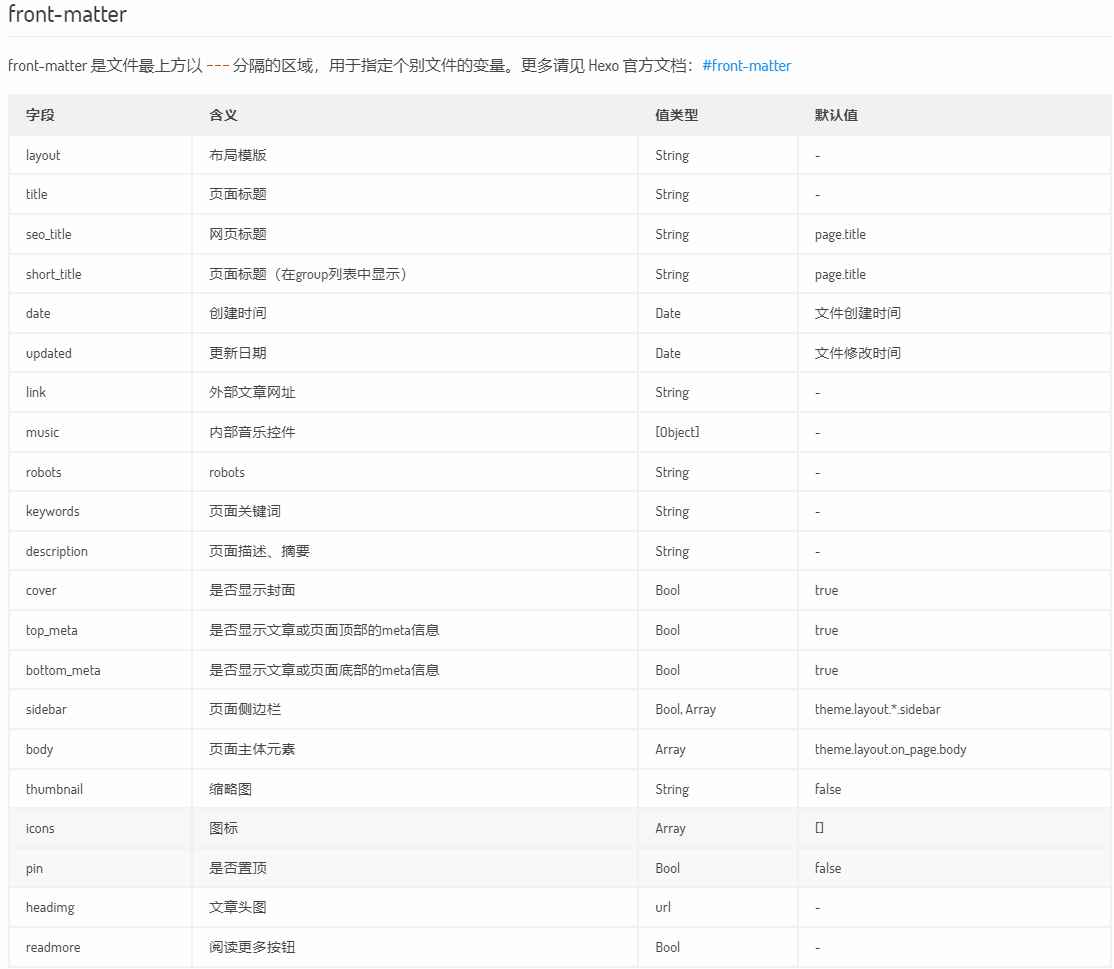 front-matter
front-matter 是文件最上方以 --- 分隔的区域，用于指定个别文件的变量。更多请见 Hexo 官方文档：#front-matter
字段 含义 值类型 默认值
layout 布局模版 String -
title 页面标题 String -
seo_title 网页标题 String page.title
short_title 页面标题（在group列表中显示） String page.title
date 创建时间 Date 文件创建时间
updated 更新日期 Date 文件修改时间
link 外部文章网址 String -
music 内部音乐控件 [Object] -
robots robots String -
keywords 页面关键词 String -
description 页面描述、摘要 String -
cover 是否显示封面 Bool true
top_meta 是否显示文章或页面顶部的meta信息 Bool true
bottom_meta 是否显示文章或页面底部的meta信息 Bool true
sidebar 页面侧边栏 Bool, Array theme.layout.*.sidebar
body 页面主体元素 Array theme.layout.on_page.body
thumbnail 缩略图 String false
icons 图标 Array []
pin 是否置顶 Bool false
headimg 文章头图 url -
readmore 阅读更多按钮 Bool -